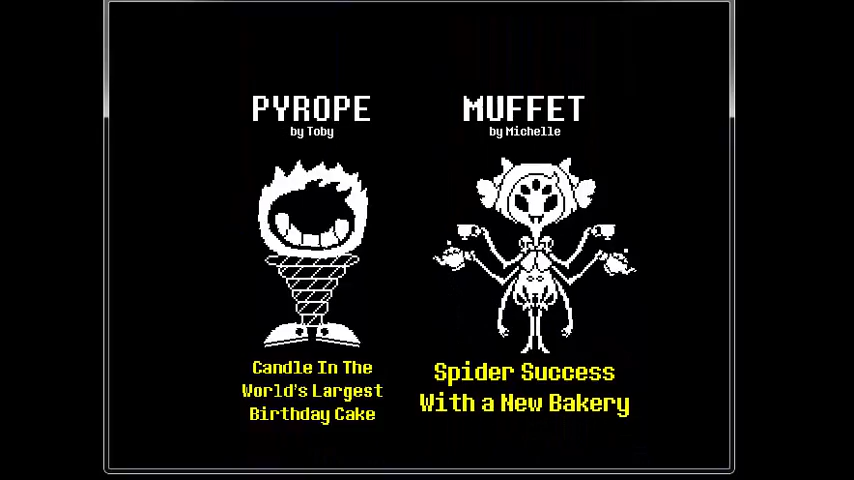 PYROPE
by Toby
Candle In The
World's Largest
Birthday Cake
MUFFET
by Michelle
Spider Success
With a New Bakery